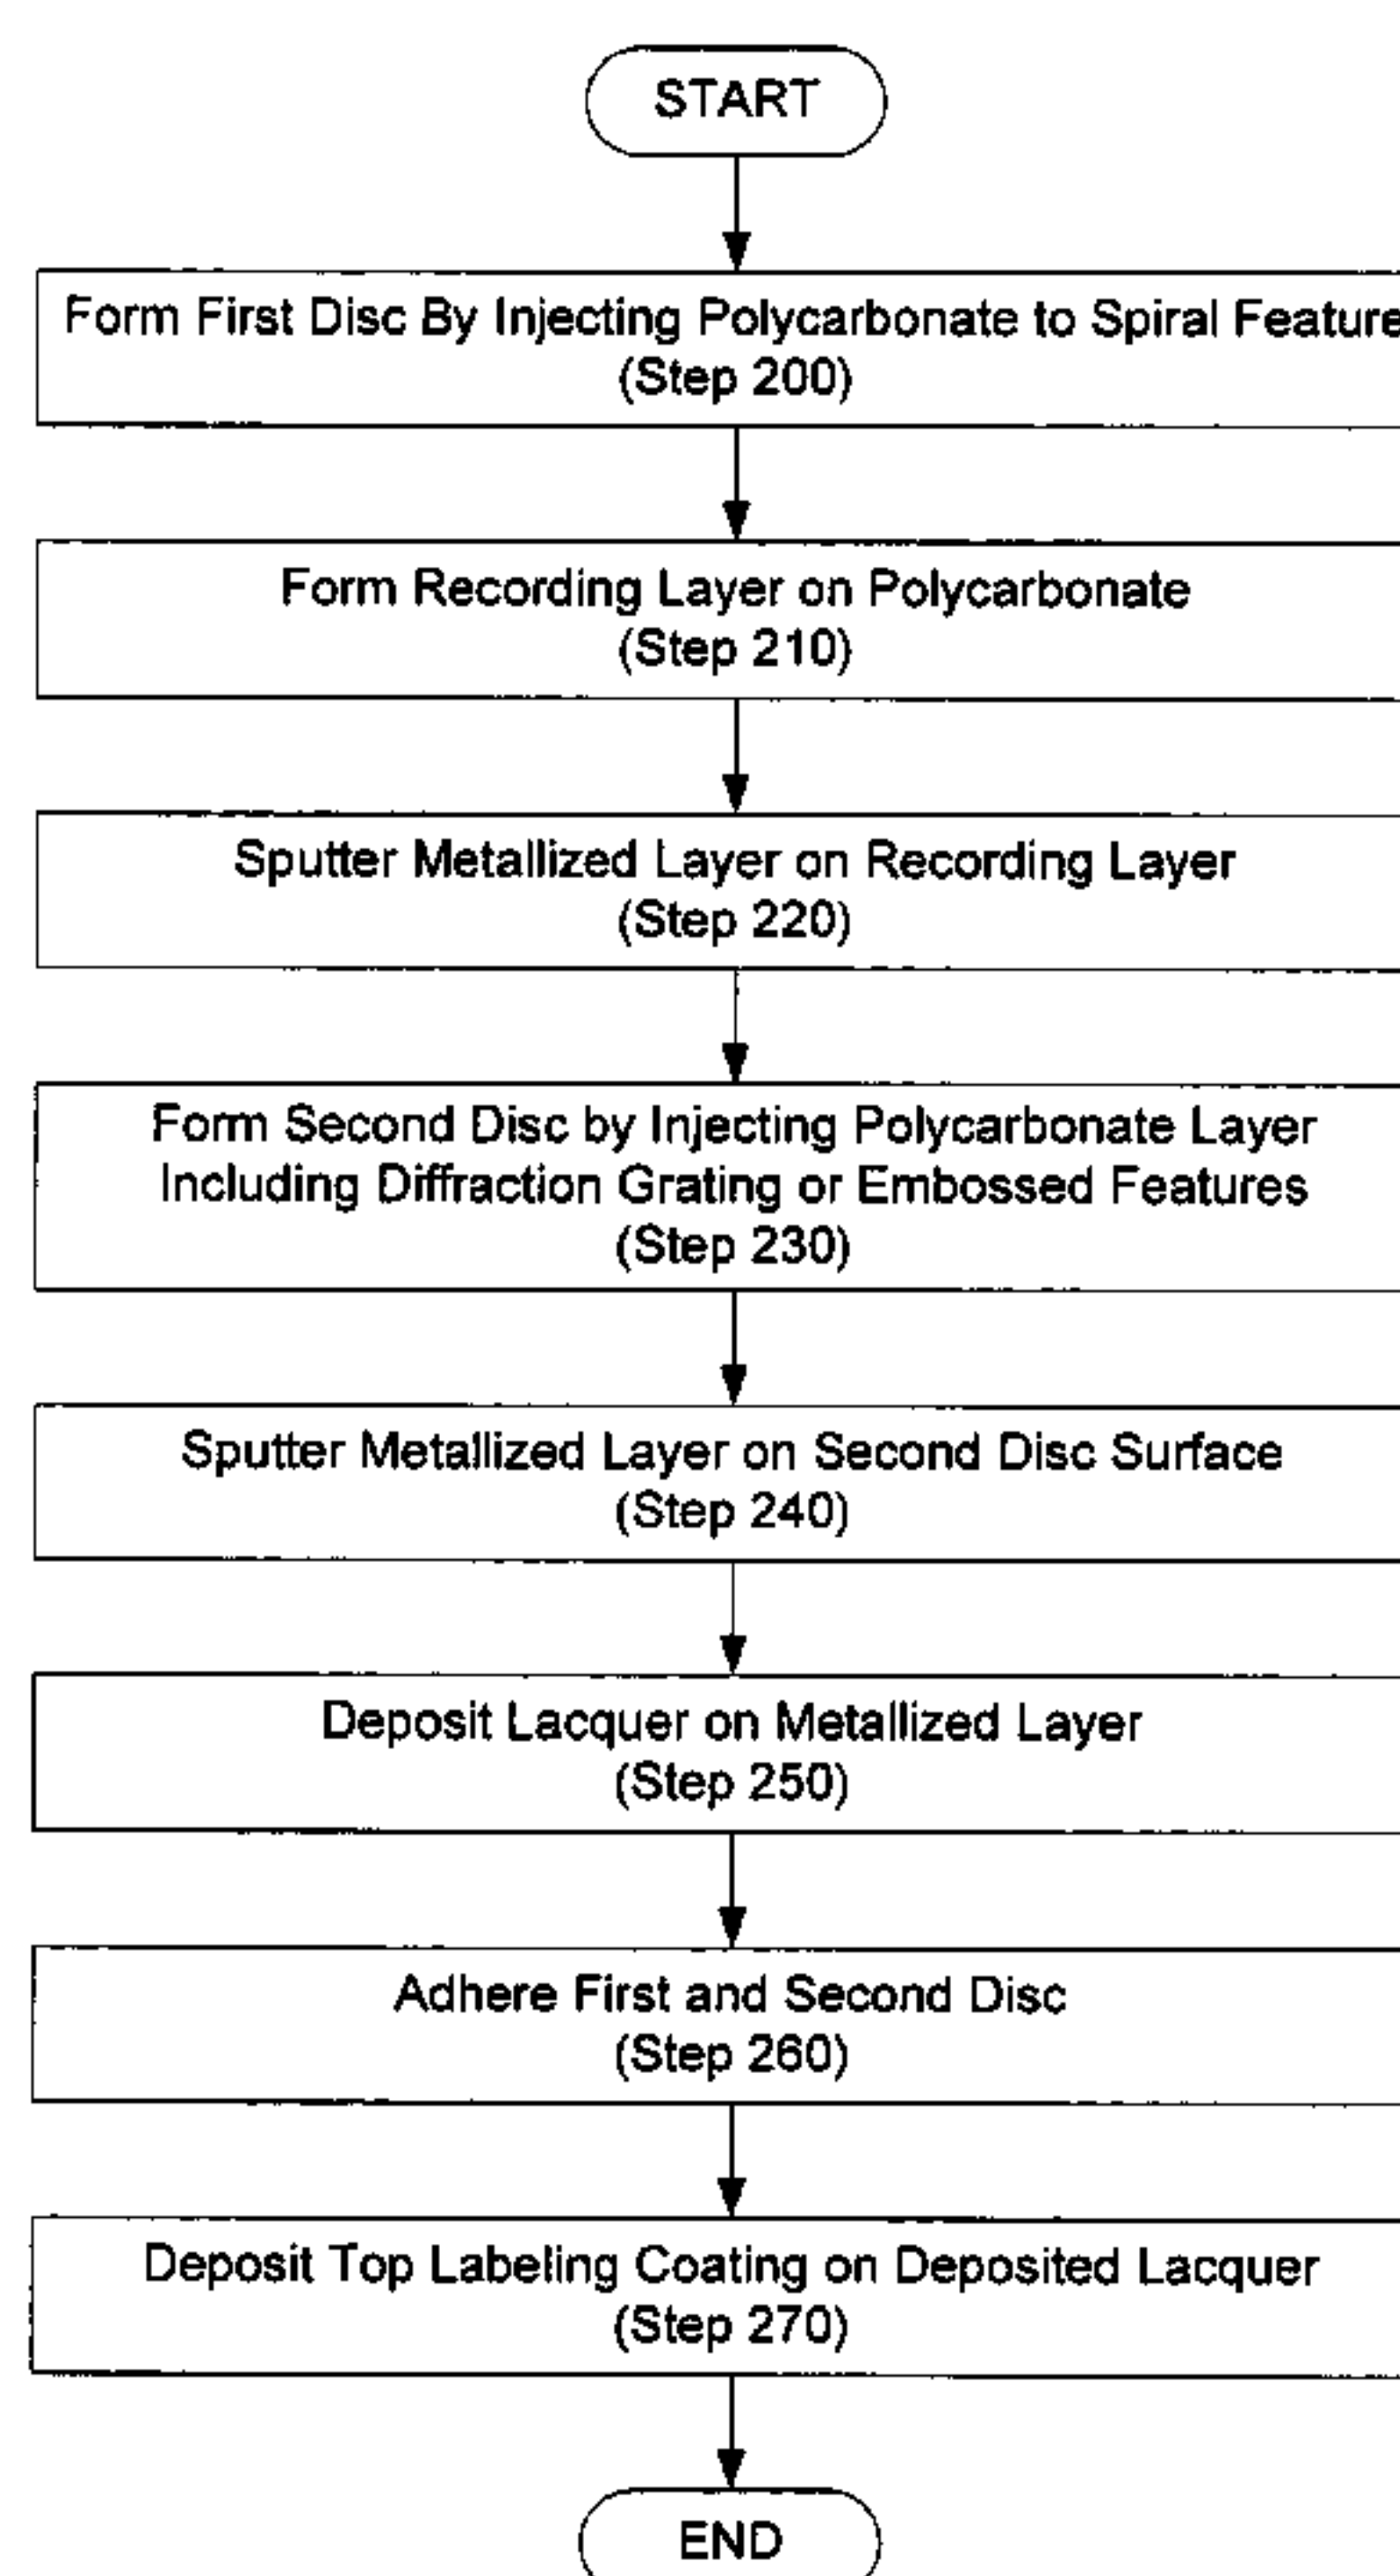 START
Form First Disc By Injecting Polycarbonate to Spiral Feature
(Step 200)
Form Recording Layer on Polycarbonate
(Step 210)
Sputter Metallized Layer on Recording Layer
(Step 220)
Form Second Disc by Injecting Polycarbonate Layer
Including Diffraction Grating or Embossed Features
(Step 230)
Sputter Metallized Layer on Second Disc Surface
(Step 240)
Deposit Lacquer on Metallized Layer
(Step 250)
Adhere First and Second Disc
(Step 260)
Deposit Top Labeling Coating on Deposited Lacquer
(Step 270)
END